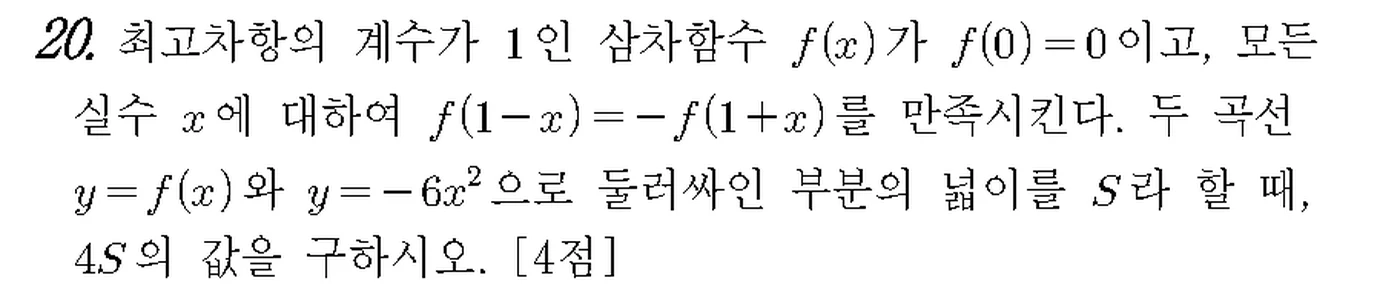 20. 최고차항의 계수가 1인 삼차함수 f(x)가 f(0)=0이고, 모든
실수 x에 대하여 f(1-x)=-f(1+x)를 만족시킨다. 두 곡선
y=f(x)와 y=-6x²으로 둘러싸인 부분의 넓이를 S라 할 때,
4S의 값을 구하시오. [4점]